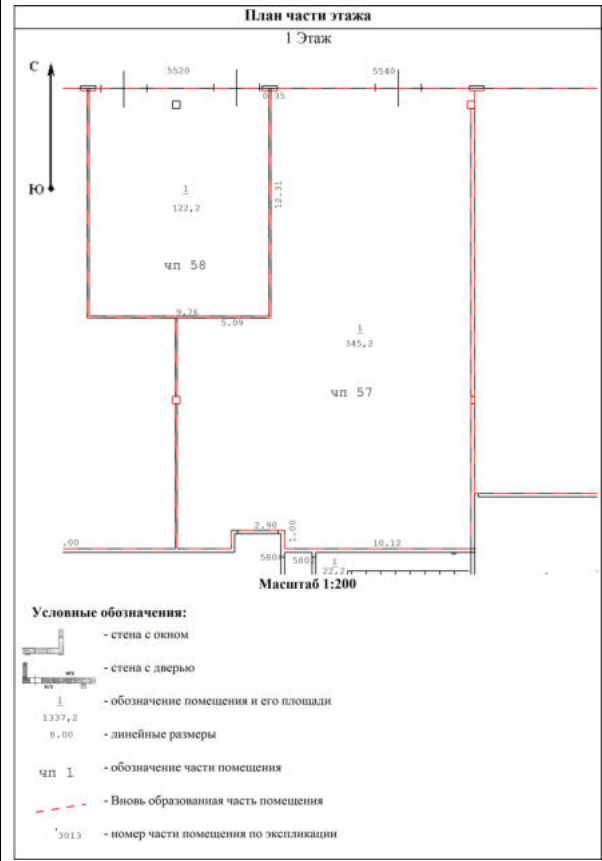 План части этажа
1 Этаж
С
5520
5540
0.35
Ю
1
122,2
12.31
чп 58
9.76
5.09
1
345,2
чп 57
.00
2.90
1.00
10.12
580
580
1
22,2
Масштаб 1:200
Условные обозначения:
- стена с окном
- стена с дверью
1
1337,2
- обозначение помещения и его площади
8.00
- линейные размеры
чп 1
- обозначение части помещения
- Вновь образованная часть помещения
'3013
- номер части помещения по экспликации